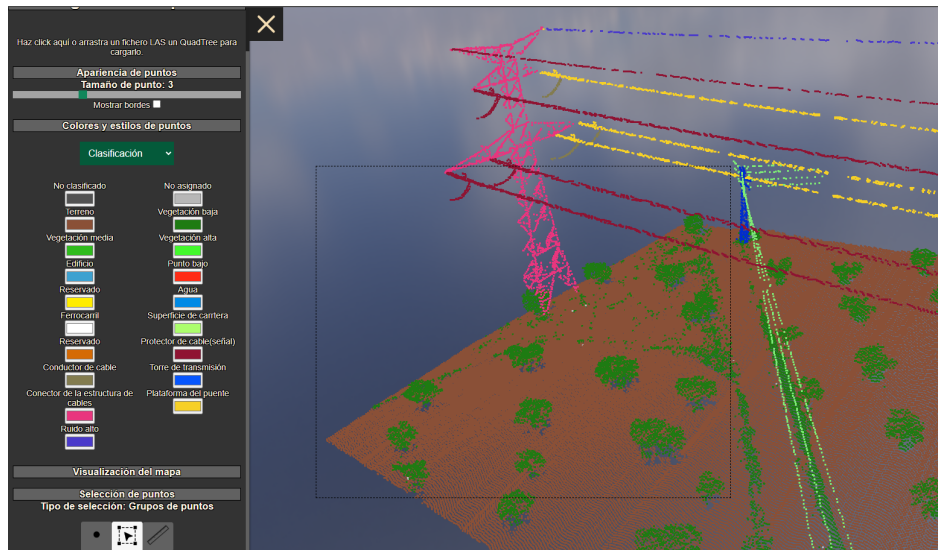 Haz click aquí o arrastra un fichero LAS un QuadTree para
cargarlo.
Apariencia de puntos
Tamaño de punto: 3
Mostrar bordes
Colores y estilos de puntos
Clasificación
No clasificado
No asignado
Terreno
Vegetación baja
Vegetación media
Vegetación alta
Edificio
Punto bajo
Reservado
Agua
Ferrocarril
Superficie de carrtera
Reservado
Protector de cable(señal)
Conductor de cable
Torre de transmisión
Conector de la estructura de
cables
Plataforma del puente
Ruido alto
Visualización del mapa
Selección de puntos
Tipo de selección: Grupos de puntos